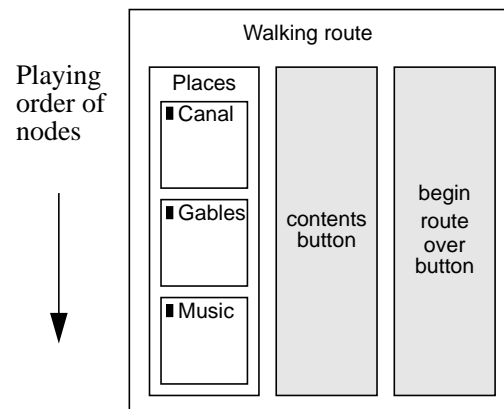 Walking route
Playing
order of
nodes
Places
Canal
Gables
Music
contents
button
begin
route
over
button